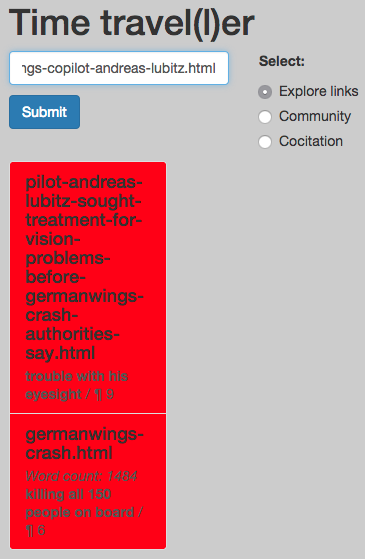 Time travel(l)er
ngs-copilot-andreas-lubitz.html
Select:
Submit
Explore links
Community
Cocitation
pilot-andreas-
lubitz-sought-
treatment-for-
vision-
problems-
before-
germanwings-
crash-
authorities-
say.html
trouble with his
eyesight / ¶ 9
germanwings-
crash.html
Word count: 1484
killing all 150
people on board /
¶ 6